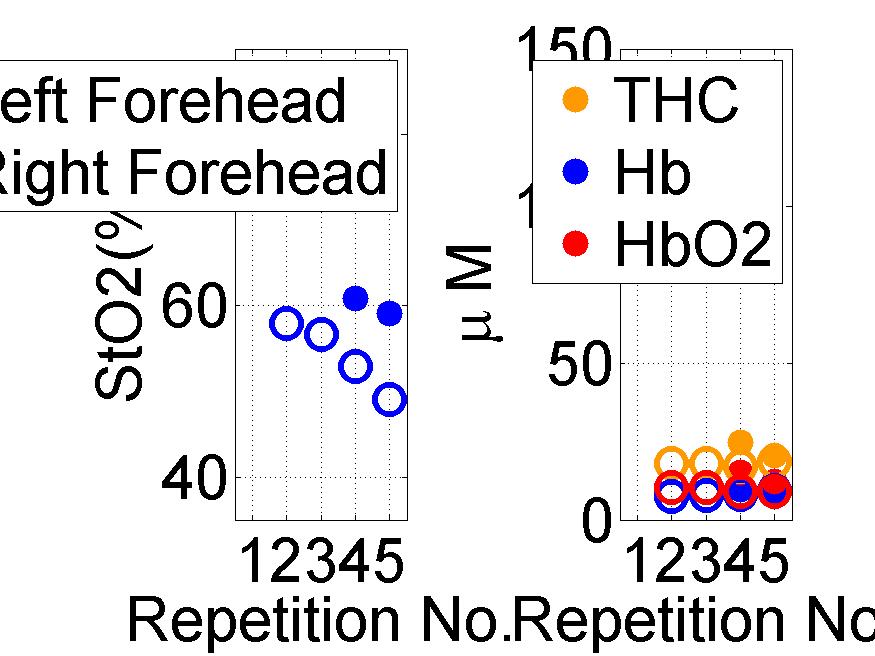 eft Forehead
Right Forehead
StO2(%
60
40
12345
Repetition No.
150
1
50
0
μ M
THC
Hb
HbO2
12345
Repetition No